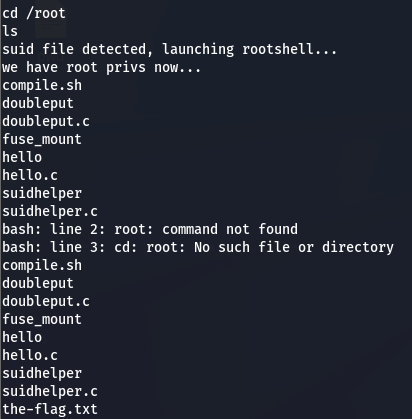 cd /root
ls
suid file detected, launching rootshell...
we have root privs now...
compile.sh
doubleput
doubleput.c
fuse_mount
hello
hello.c
suidhelper
suidhelper.c
bash: line 2: root: command not found
bash: line 3: cd: root: No such file or directory
compile.sh
doubleput
doubleput.c
fuse_mount
hello
hello.c
suidhelper
suidhelper.c
the-flag.txt